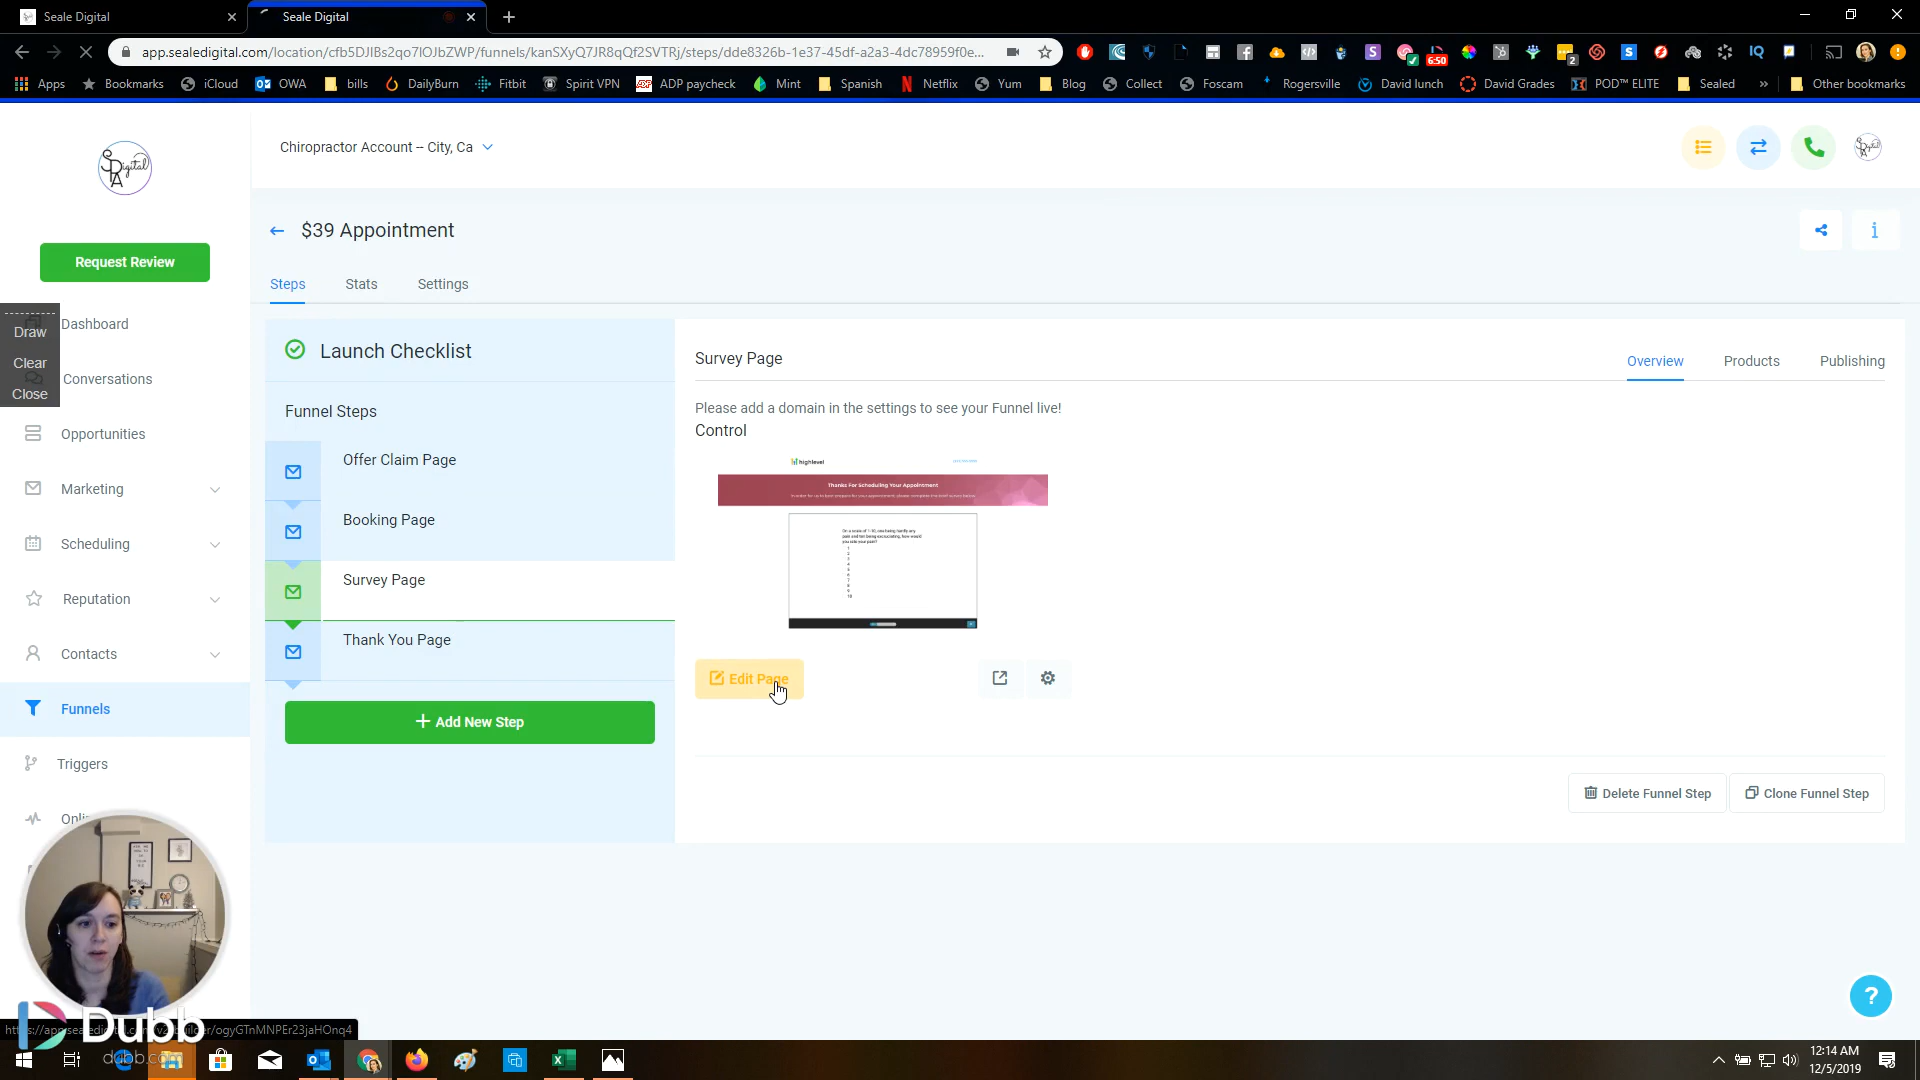 Seale Digital
Seale Digital
app.sealedigital.com/location/cfb5DJlBs2qo7lOJbZWP/funnels/kanSXyQ7JR8qQf2SVTRj/steps/dde8326b-1e37-45df-a2a3-4dc78959f0e...
6:50
2
Apps
Bookmarks
iCloud
OWA
bills
DailyBurn
Fitbit
Spirit VPN
ADP paycheck
Mint
Spanish
Netflix
Yum
Blog
Collect
Foscam
Rogersville
David lunch
David Grades
POD™ ELITE
Sealed
»
Other bookmarks
Chiropractor Account -- City, Ca
$39 Appointment
Request Review
Steps
Stats
Settings
Draw
Clear
Close
Dashboard
Conversations
Opportunities
Marketing
Scheduling
Reputation
Contacts
Funnels
Triggers
Launch Checklist
Funnel Steps
Offer Claim Page
Booking Page
Survey Page
Thank You Page
+ Add New Step
Survey Page
Overview
Products
Publishing
Please add a domain in the settings to see your Funnel live!
Control
highlevel
Thanks For Scheduling Your Appointment
On a scale of 1-10, one being hardly any
pain and ten being excruciating, how would
you rate your pain?
1
2
3
4
5
6
7
8
9
10
Edit Page
Delete Funnel Step
Clone Funnel Step
?
Dubb
dubb.com
12:14 AM
12/5/2019